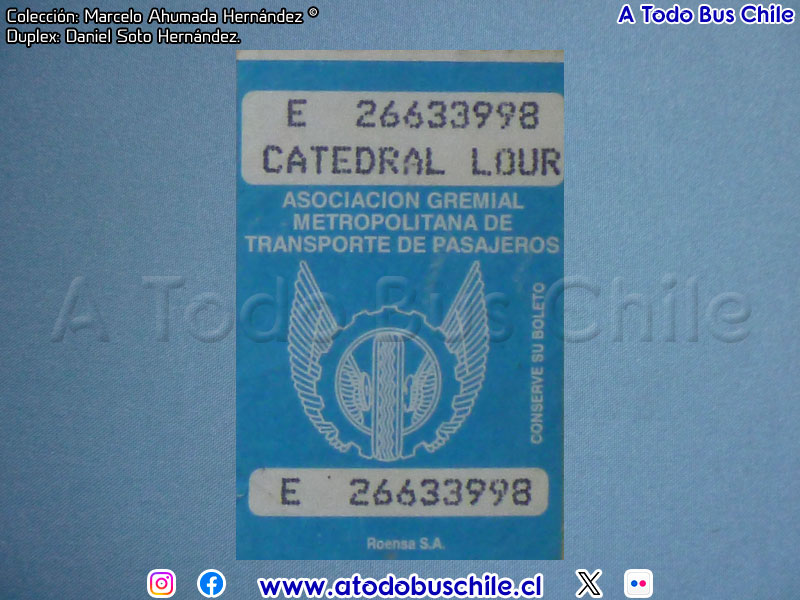 Colección: Marcelo Ahumada Hernández ©
Duplex: Daniel Soto Hernández.
A Todo Bus Chile
E 26633998
CATEDRAL LOUR
ASOCIACION GREMIAL
METROPOLITANA DE
TRANSPORTE DE PASAJEROS
CONSERVE SU BOLETO
A Todo Bus Chile
E 26633998
Roensa S.A.
www.atodobuschile.cl